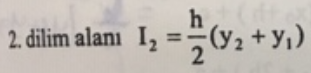 2. dilim alanı I₂ = h/2 (y₂ + y₁)